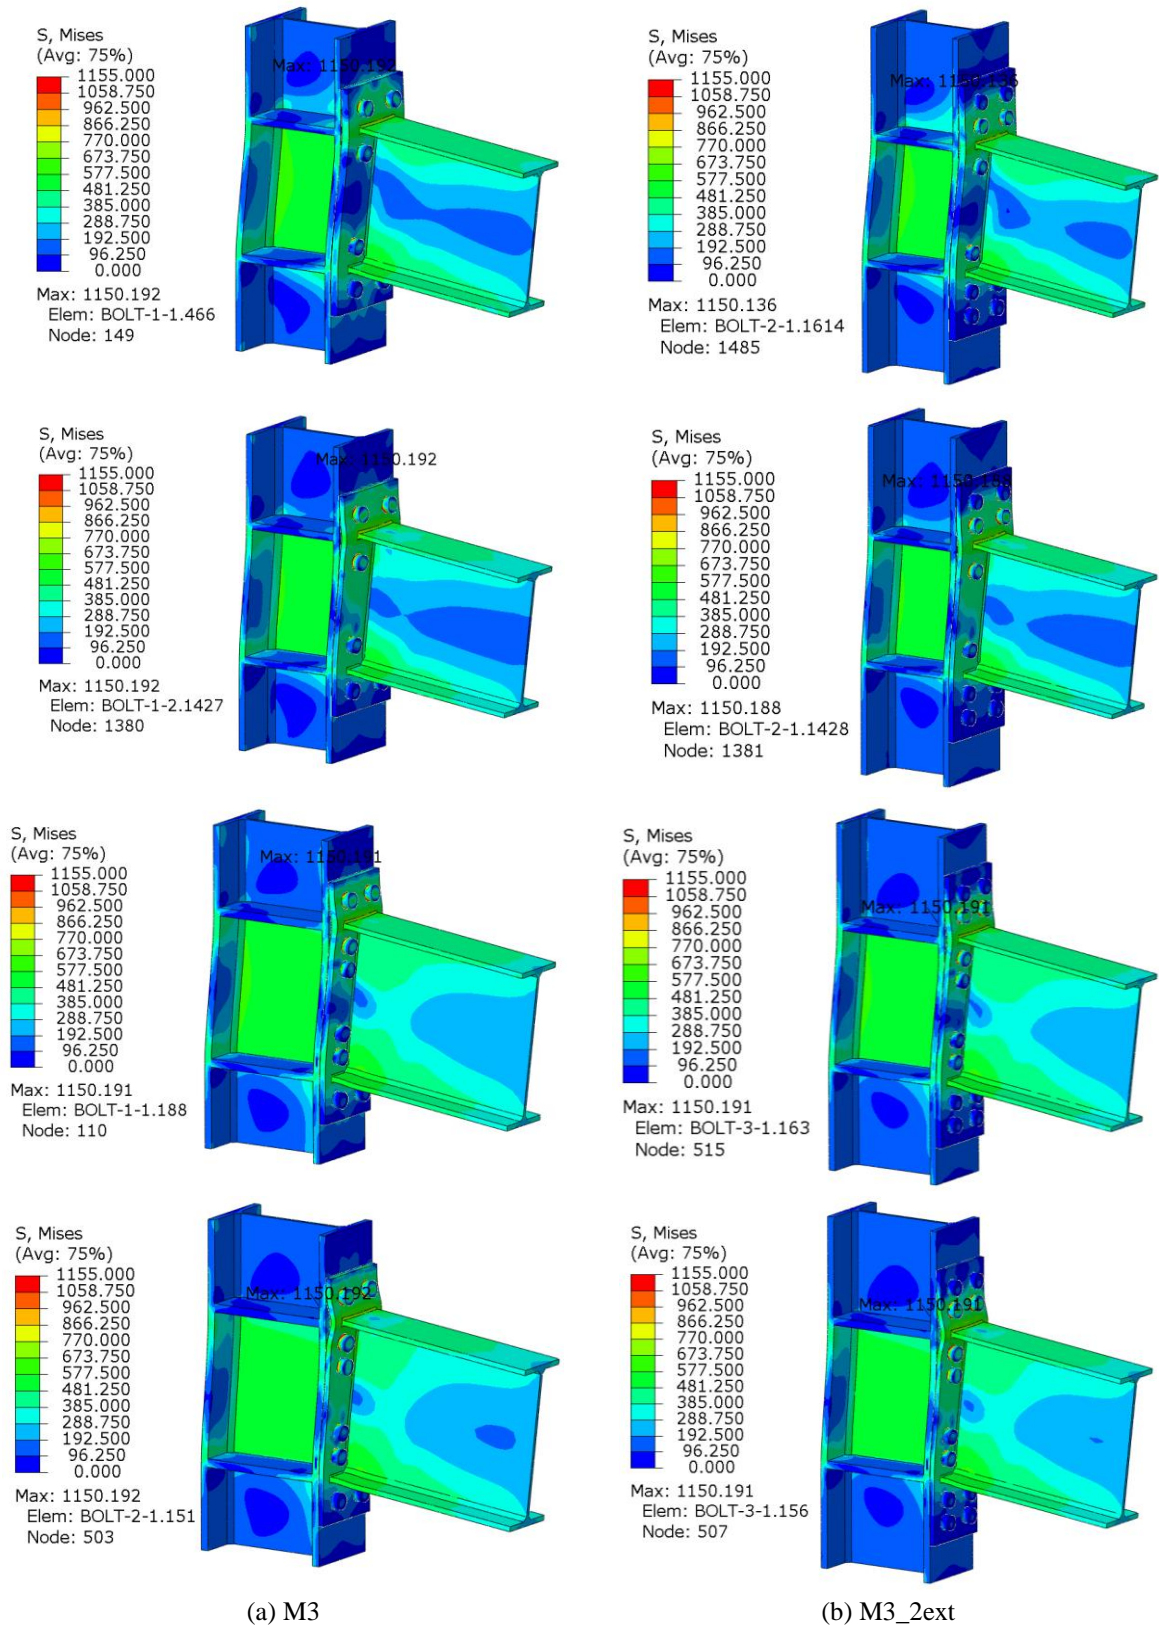 S, Mises
(Avg: 75%)
1155.000
1058.750
962.500
866.250
770.000
673.750
577.500
481.250
385.000
288.750
192.500
96.250
0.000
Max: 1150.192
Elem: BOLT-1-1.466
Node: 149
Max: 1150.192
S, Mises
(Avg: 75%)
1155.000
1058.750
962.500
866.250
770.000
673.750
577.500
481.250
385.000
288.750
192.500
96.250
0.000
Max: 1150.136
Elem: BOLT-2-1.1614
Node: 1485
Max: 1150.136
S, Mises
(Avg: 75%)
1155.000
1058.750
962.500
866.250
770.000
673.750
577.500
481.250
385.000
288.750
192.500
96.250
0.000
Max: 1150.192
Elem: BOLT-1-2.1427
Node: 1380
Max: 1150.192
S, Mises
(Avg: 75%)
1155.000
1058.750
962.500
866.250
770.000
673.750
577.500
481.250
385.000
288.750
192.500
96.250
0.000
Max: 1150.188
Elem: BOLT-2-1.1428
Node: 1381
Max: 1150.188
S, Mises
(Avg: 75%)
1155.000
1058.750
962.500
866.250
770.000
673.750
577.500
481.250
385.000
288.750
192.500
96.250
0.000
Max: 1150.191
Elem: BOLT-1-1.188
Node: 110
Max: 1150.191
S, Mises
(Avg: 75%)
1155.000
1058.750
962.500
866.250
770.000
673.750
577.500
481.250
385.000
288.750
192.500
96.250
0.000
Max: 1150.191
Elem: BOLT-3-1.163
Node: 515
Max: 1150.191
S, Mises
(Avg: 75%)
1155.000
1058.750
962.500
866.250
770.000
673.750
577.500
481.250
385.000
288.750
192.500
96.250
0.000
Max: 1150.192
Elem: BOLT-2-1.151
Node: 503
Max: 1150.192
S, Mises
(Avg: 75%)
1155.000
1058.750
962.500
866.250
770.000
673.750
577.500
481.250
385.000
288.750
192.500
96.250
0.000
Max: 1150.191
Elem: BOLT-3-1.156
Node: 507
Max: 1150.191
(a) M3
(b) M3_2ext